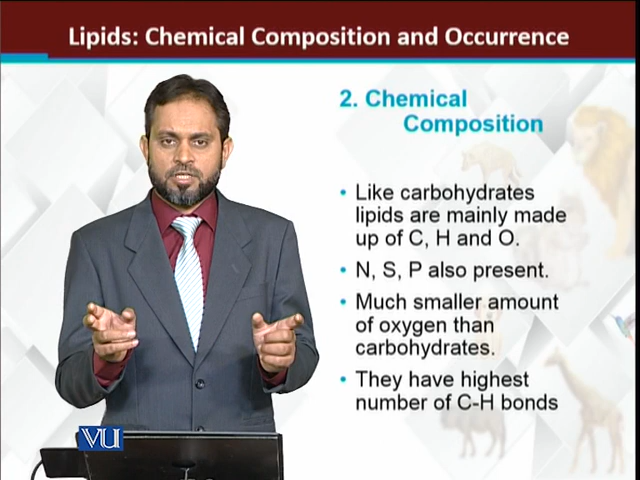 Lipids: Chemical Composition and Occurrence
2. Chemical
Composition
• Like carbohydrates
lipids are mainly made
up of C, H and O.
• N, S, P also present.
• Much smaller amount
of oxygen than
carbohydrates.
• They have highest
number of C-H bonds
VU